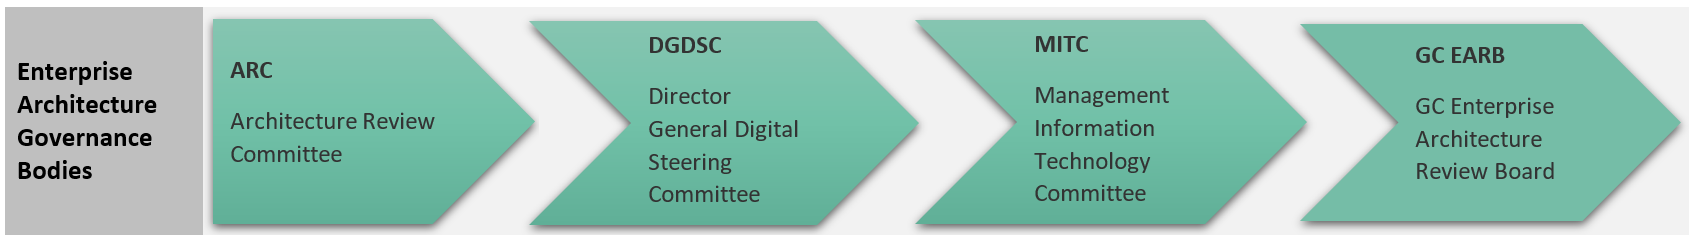 Enterprise
Architecture
Governance
Bodies
ARC
Architecture Review
Committee
DGDSC
Director
General Digital
Steering
Committee
MITC
Management
Information
Technology
Committee
GC EARB
GC Enterprise
Architecture
Review Board